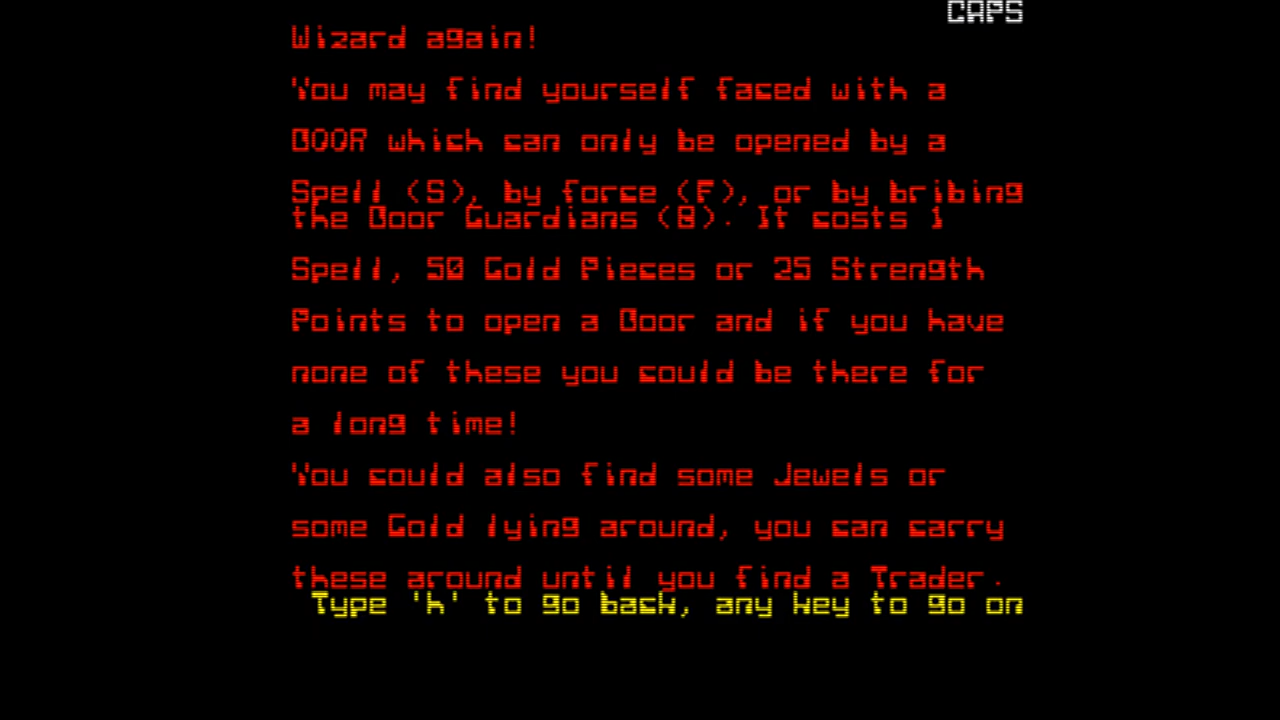 CAPS
Wizard again!
You may find yourself faced with a
DOOR which can only be opened by a
Spell (S), by force (F), or by bribing
the Door Guardians (B). It costs 1
Spell, 50 Gold Pieces or 25 Strength
Points to open a Door and if you have
none of these you could be there for
a long time!
You could also find some Jewels or
some Gold lying around, you can carry
these around until you find a Trader.
Type 'h' to go back, any key to go on